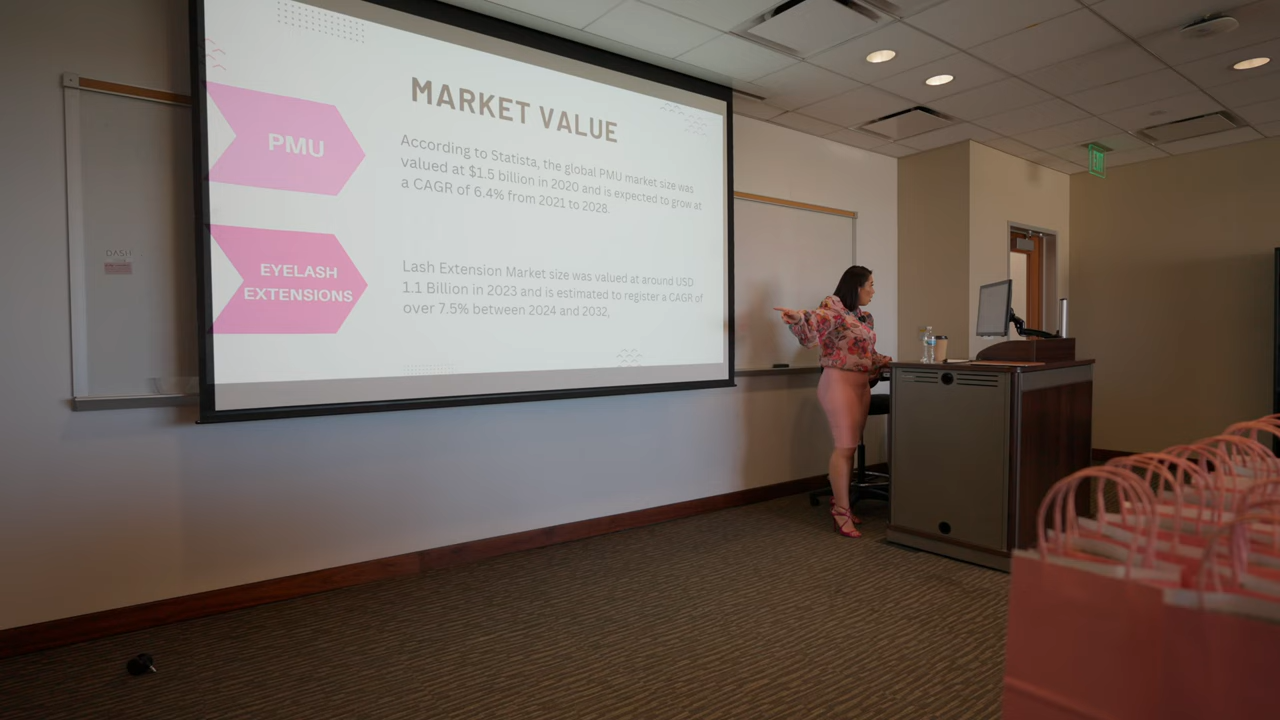 MARKET VALUE
PMU
According to Statista, the global PMU market size was
valued at $1.5 billion in 2020 and is expected to grow at
a CAGR of 6.4% from 2021 to 2028.
EYELASH
EXTENSIONS
Lash Extension Market size was valued at around USD
1.1 Billion in 2023 and is estimated to register a CAGR of
over 7.5% between 2024 and 2032,
DASH
EXIT